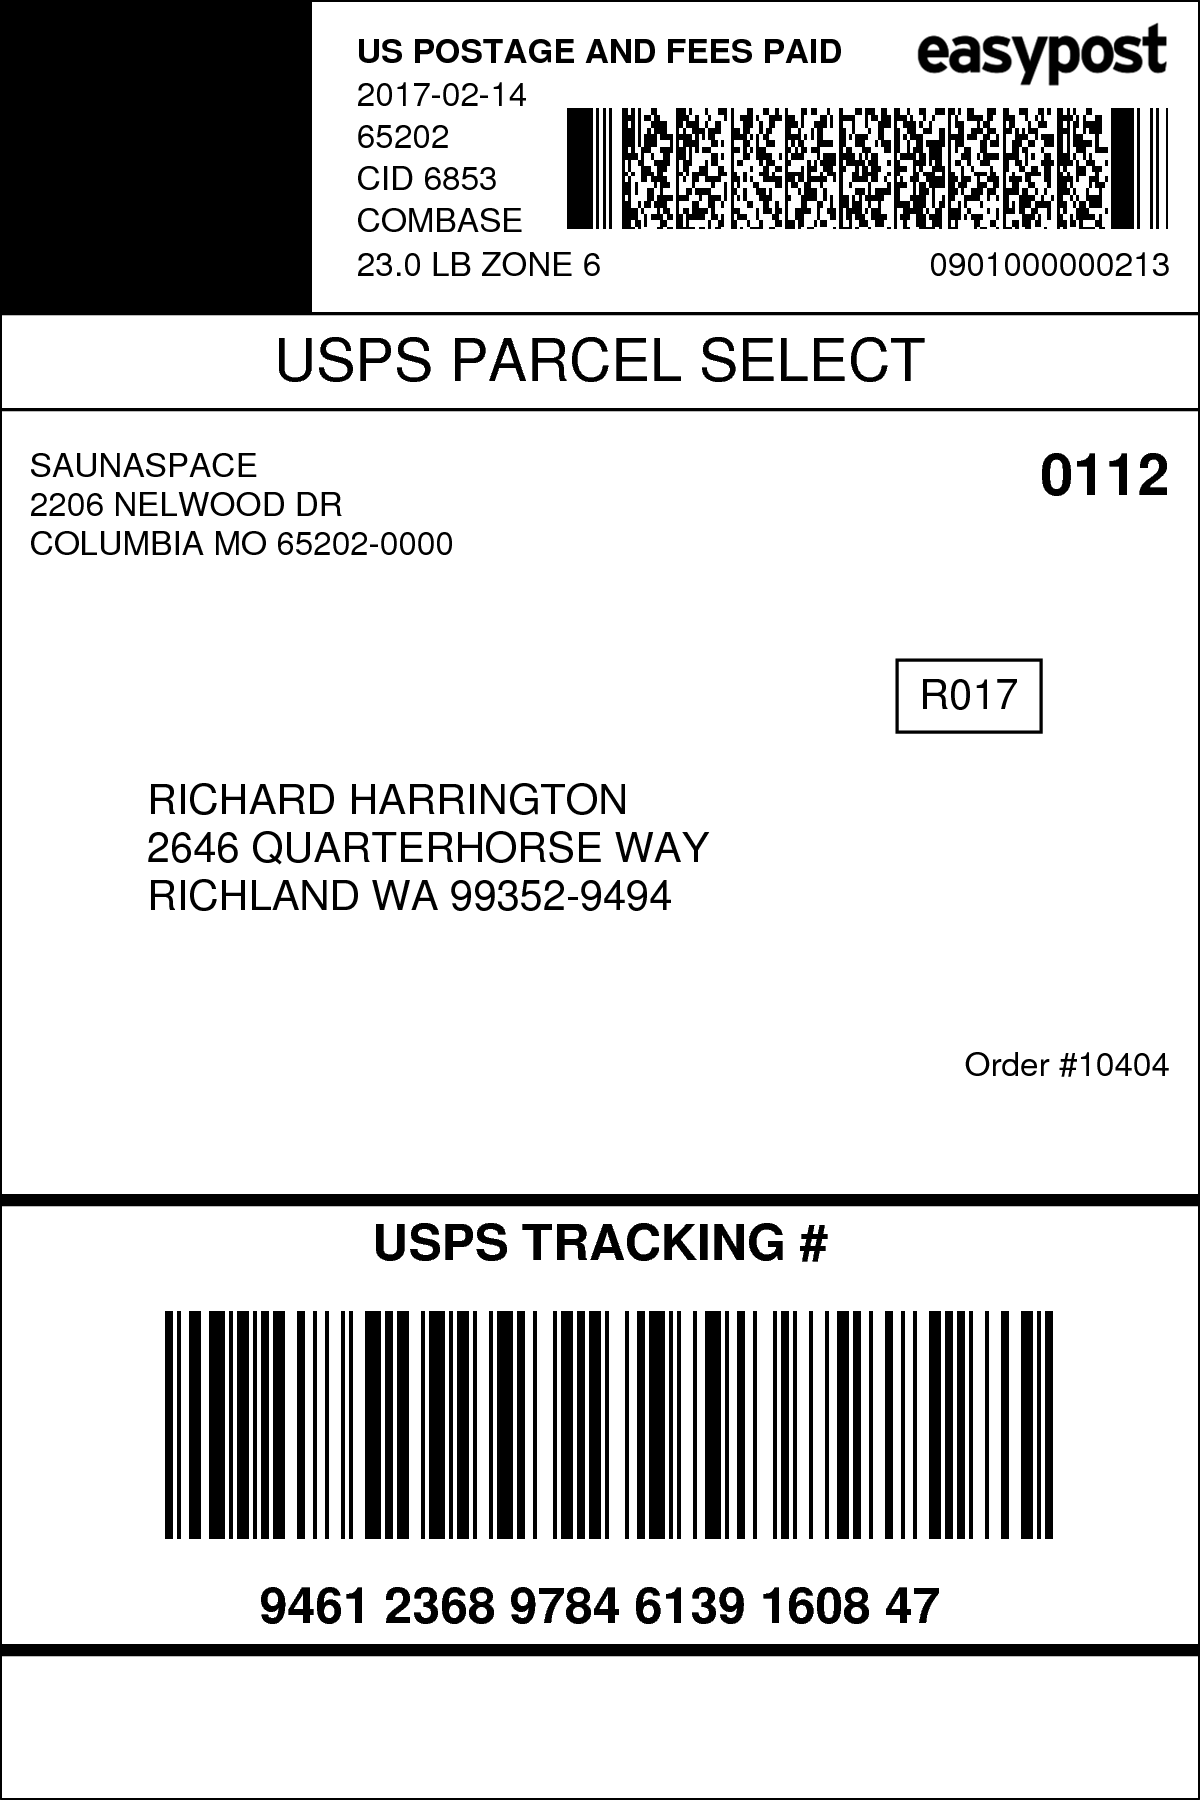 US POSTAGE AND FEES PAID
easypost
2017-02-14
65202
CID 6853
COMBASE
23.0 LB ZONE 6
0901000000213
USPS PARCEL SELECT
SAUNASPACE
2206 NELWOOD DR
COLUMBIA MO 65202-0000
0112
R017
RICHARD HARRINGTON
2646 QUARTERHORSE WAY
RICHLAND WA 99352-9494
Order #10404
USPS TRACKING #
9461 2368 9784 6139 1608 47